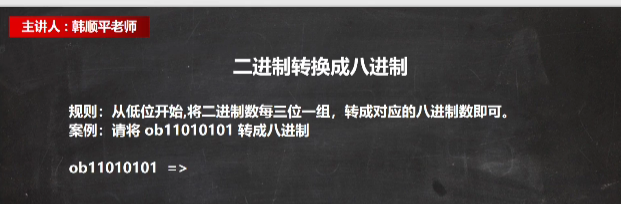 主讲人：韩顺平老师
二进制转换成八进制
规则：从低位开始,将二进制数每三位一组，转成对应的八进制数即可。
案例：请将 ob11010101 转成八进制
ob11010101 =>